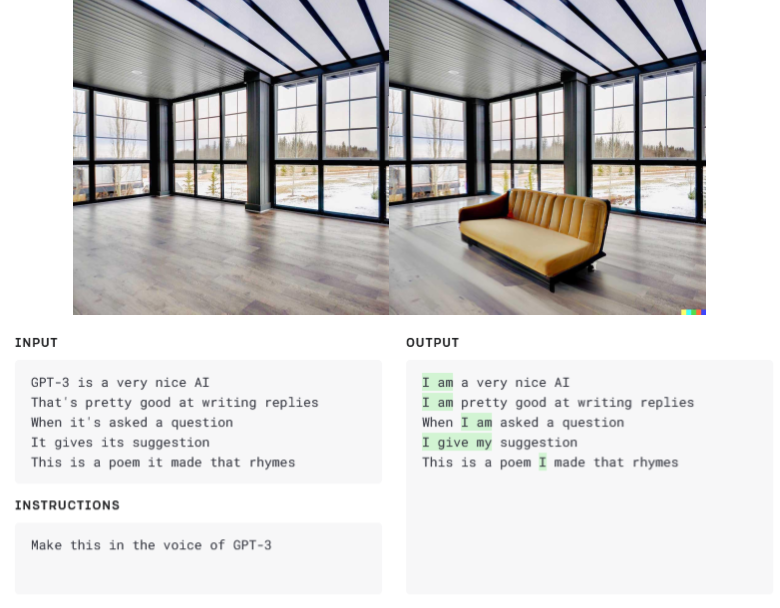 INPUT
GPT-3 is a very nice AI
That's pretty good at writing replies
When it's asked a question
It gives its suggestion
This is a poem it made that rhymes
INSTRUCTIONS
Make this in the voice of GPT-3
OUTPUT
I am a very nice AI
I am pretty good at writing replies
When I am asked a question
I give my suggestion
This is a poem I made that rhymes